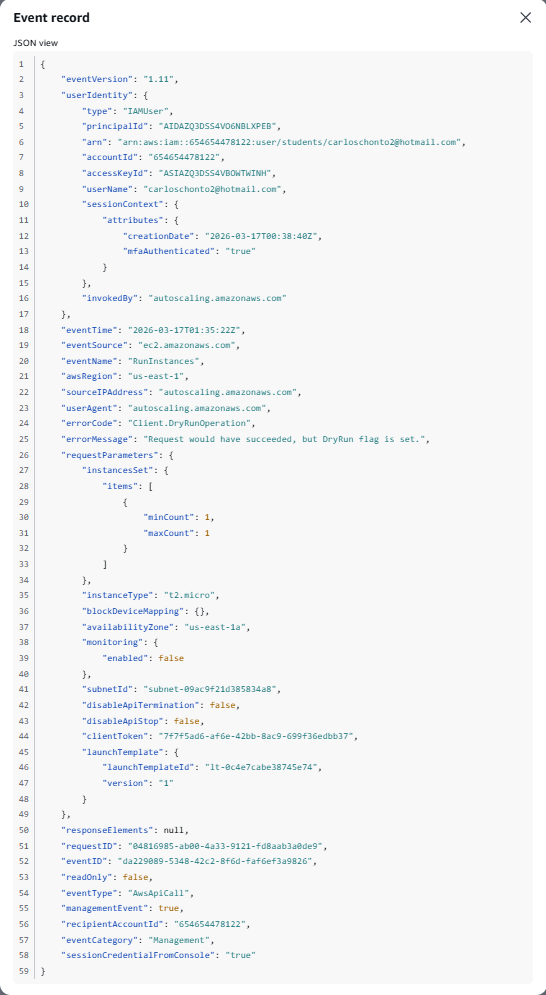 Event record
JSON view
1 {
2 "eventVersion": "1.11",
3 "userIdentity": {
4 "type": "IAMUser",
5 "principalId": "AIDAZQ3DSS4VO6NBLXPEB",
6 "arn": "arn:aws:iam::654654478122:user/students/carloschonto2@hotmail.com",
7 "accountId": "654654478122",
8 "accessKeyId": "ASIAZQ3DSS4VBOWTWINH",
9 "userName": "carloschonto2@hotmail.com",
10 "sessionContext": {
11 "attributes": {
12 "creationDate": "2026-03-17T00:38:40Z",
13 "mfaAuthenticated": "true"
14 }
15 },
16 "invokedBy": "autoscaling.amazonaws.com"
17 },
18 "eventTime": "2026-03-17T01:35:22Z",
19 "eventSource": "ec2.amazonaws.com",
20 "eventName": "RunInstances",
21 "awsRegion": "us-east-1",
22 "sourceIPAddress": "autoscaling.amazonaws.com",
23 "userAgent": "autoscaling.amazonaws.com",
24 "errorCode": "Client.DryRunOperation",
25 "errorMessage": "Request would have succeeded, but DryRun flag is set.",
26 "requestParameters": {
27 "instancesSet": {
28 "items": [
29 {
30 "minCount": 1,
31 "maxCount": 1
32 }
33 ]
34 },
35 "instanceType": "t2.micro",
36 "blockDeviceMapping": {},
37 "availabilityZone": "us-east-1a",
38 "monitoring": {
39 "enabled": false
40 },
41 "subnetId": "subnet-09ac9f21d385834a8",
42 "disableApiTermination": false,
43 "disableApiStop": false,
44 "clientToken": "7f7f5ad6-af6e-42bb-8ac9-699f36edbb37",
45 "launchTemplate": {
46 "launchTemplateId": "lt-0c4e7cabe38745e74",
47 "version": "1"
48 }
49 },
50 "responseElements": null,
51 "requestID": "04816985-ab00-4a33-9121-fd8aab3a0de9",
52 "eventID": "da229089-5348-42c2-8f6d-faf6ef3a9826",
53 "readOnly": false,
54 "eventType": "AwsApiCall",
55 "managementEvent": true,
56 "recipientAccountId": "654654478122",
57 "eventCategory": "Management",
58 "sessionCredentialFromConsole": "true"
59 }